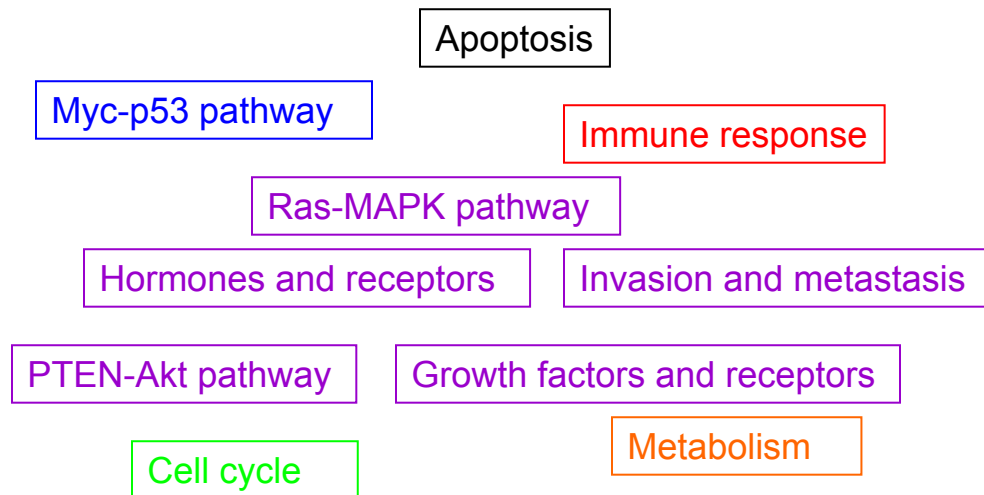 Apoptosis
Myc-p53 pathway
Immune response
Ras-MAPK pathway
Hormones and receptors
Invasion and metastasis
PTEN-Akt pathway
Growth factors and receptors
Metabolism
Cell cycle